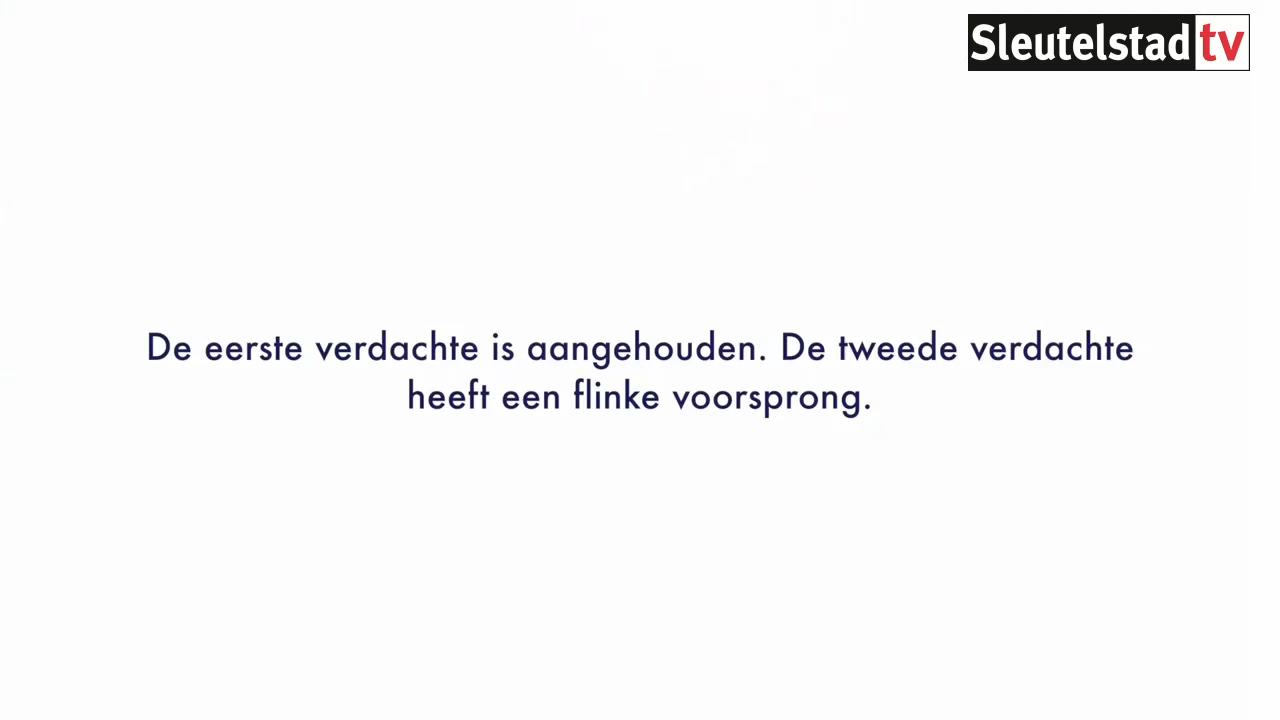 Sleutelstad tv
De eerste verdachte is aangehouden. De tweede verdachte
heeft een flinke voorsprong.